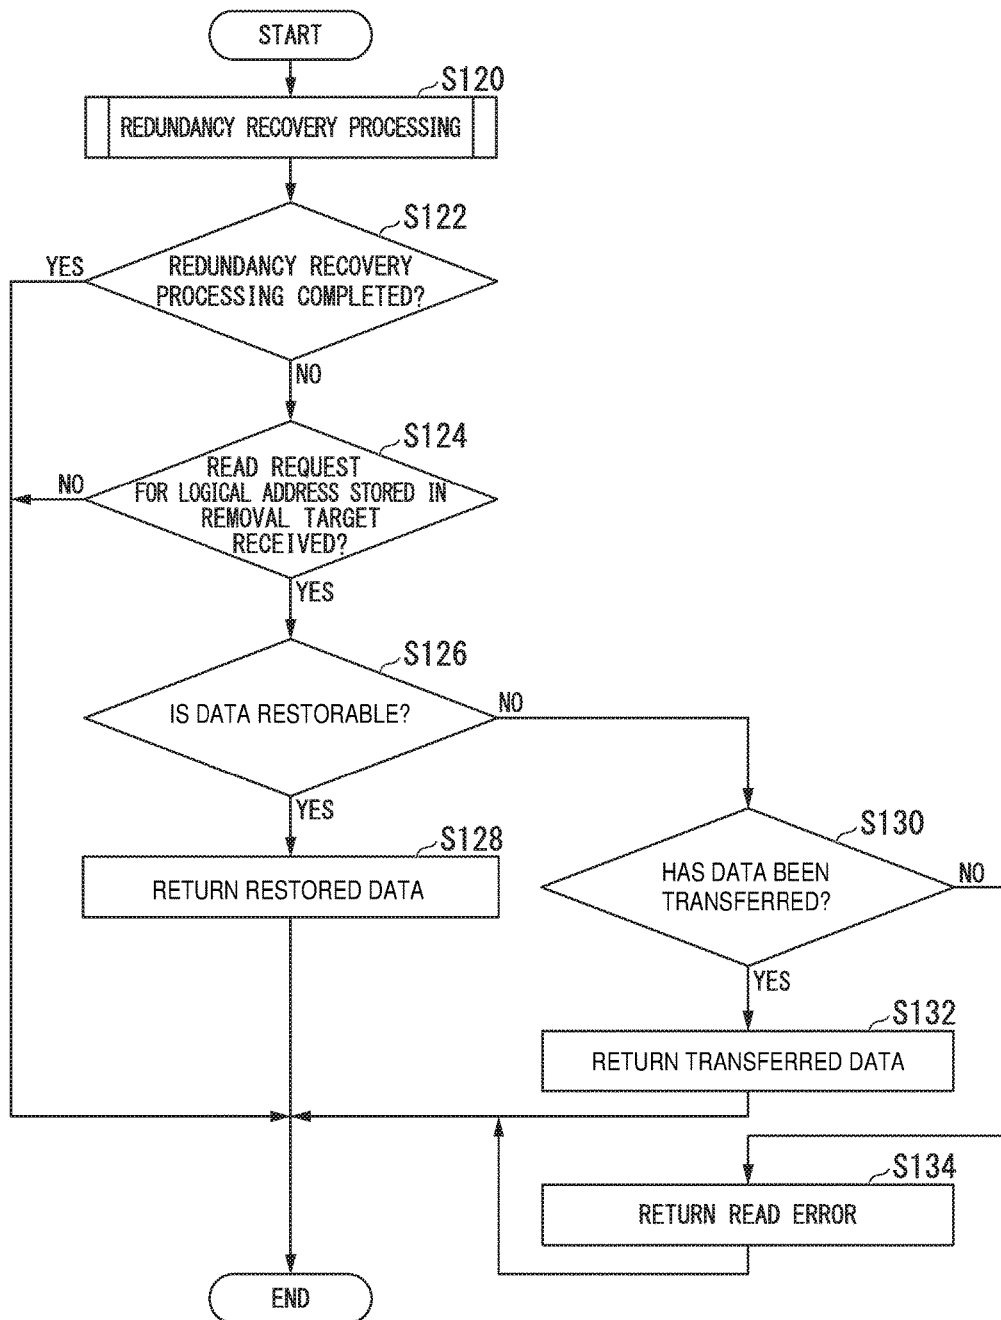 START
S120
REDUNDANCY RECOVERY PROCESSING
S122
YES
REDUNDANCY RECOVERY
PROCESSING COMPLETED?
NO
S124
NO
READ REQUEST
FOR LOGICAL ADDRESS STORED IN
REMOVAL TARGET
RECEIVED?
YES
S126
IS DATA RESTORABLE?
NO
YES
S128
RETURN RESTORED DATA
S130
HAS DATA BEEN
TRANSFERRED?
NO
YES
S132
RETURN TRANSFERRED DATA
S134
RETURN READ ERROR
END